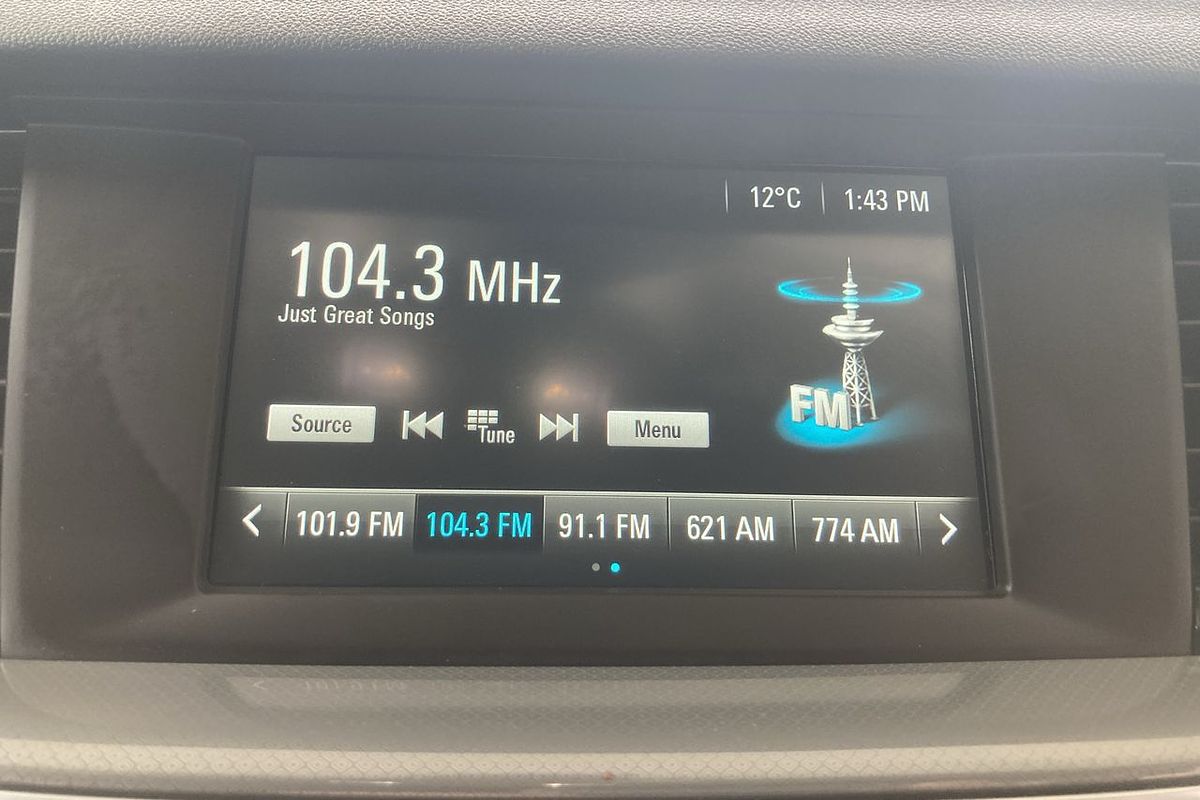 12°C 1:43 PM
104.3 MHz
Just Great Songs
FM
Source Tune Menu
101.9 FM 104.3 FM 91.1 FM 621 AM 774 AM